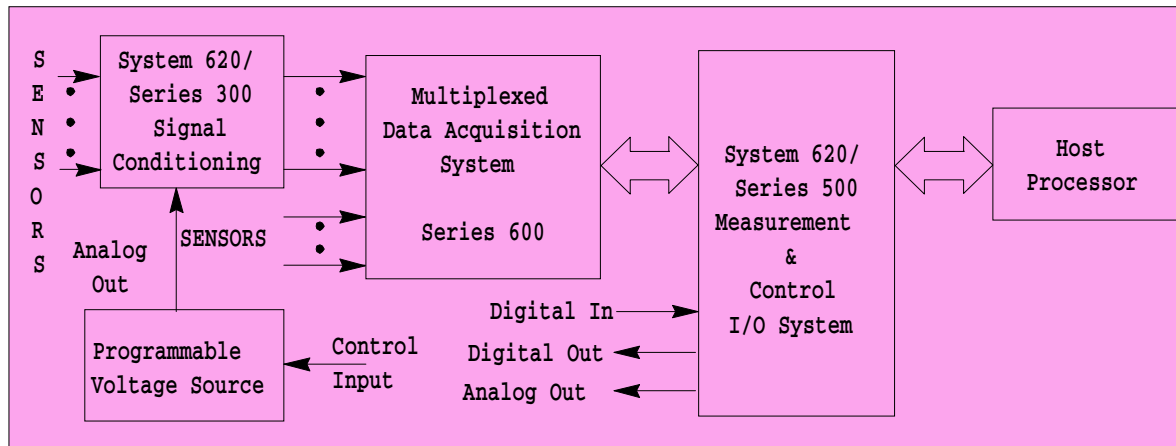 SENSORS
System 620/
Series 300
Signal
Conditioning
Multiplexed
Data Acquisition
System
Series 600
System 620/
Series 500
Measurement
&
Control
I/O System
Host
Processor
Analog
Out
SENSORS
Programmable
Voltage Source
Control
Input
Digital In
Digital Out
Analog Out